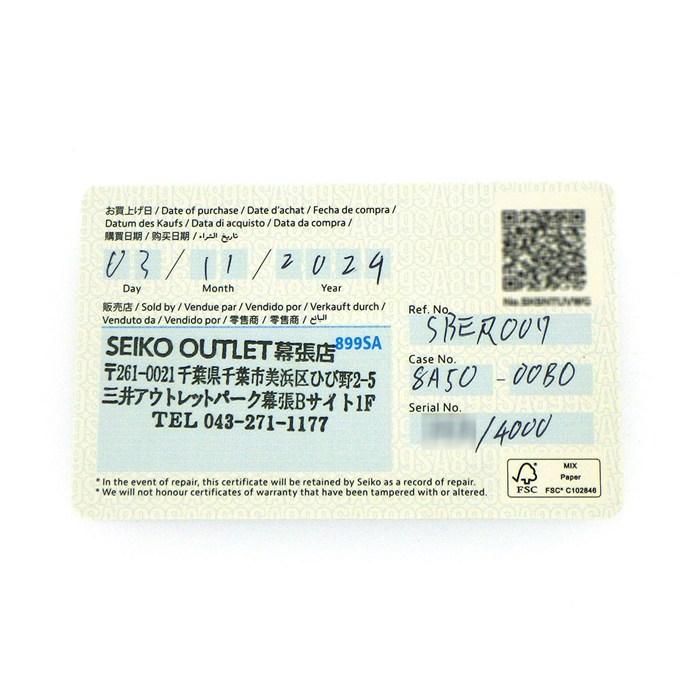 お買上げ日 / Date of purchase / Date d'achat / Fecha de compra /
Datum des Kaufs / Data di acquisto / Data da compra /
購買日期 / 购买日期 / تاريخ الشراء
03 / 11 / 2024
Day Month Year
販売店 / Sold by / Vendue par / Vendido por / Verkauft durch /
Venduto da / Vendido por / 零售商 / 零售商 / البائع
SEIKO OUTLET幕張店 899SA
〒261-0021千葉県千葉市美浜区ひび野2-5
三井アウトレットパーク幕張Bサイト1F
TEL 043-271-1177
* In the event of repair, this certificate will be retained by Seiko as a record of repair.
* We will not honour certificates of warranty that have been tampered with or altered.
Ref. No.
SBER007
Case No.
8A50-00B0
Serial No.
/4000
FSC
MIX
Paper
FSC® C102846